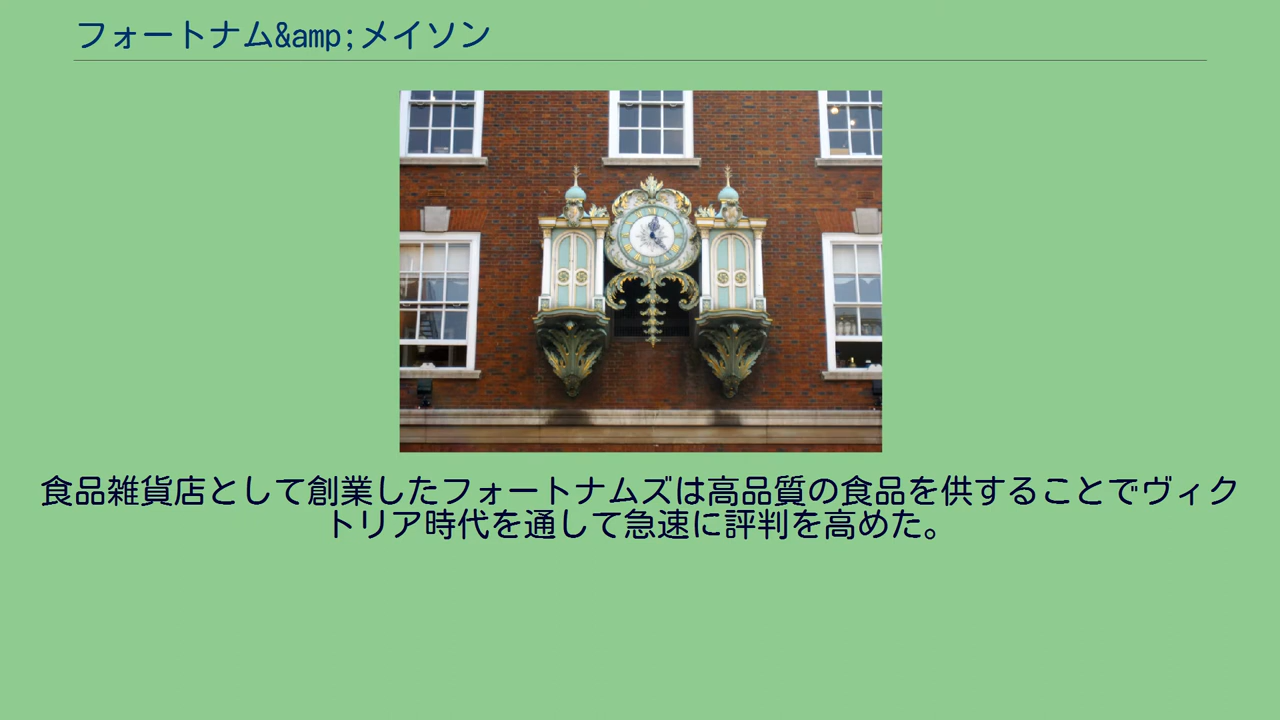 フォートナム&amp;メイソン
食品雑貨店として創業したフォートナムズは高品質の食品を供することでヴィク
トリア時代を通して急速に評判を高めた。